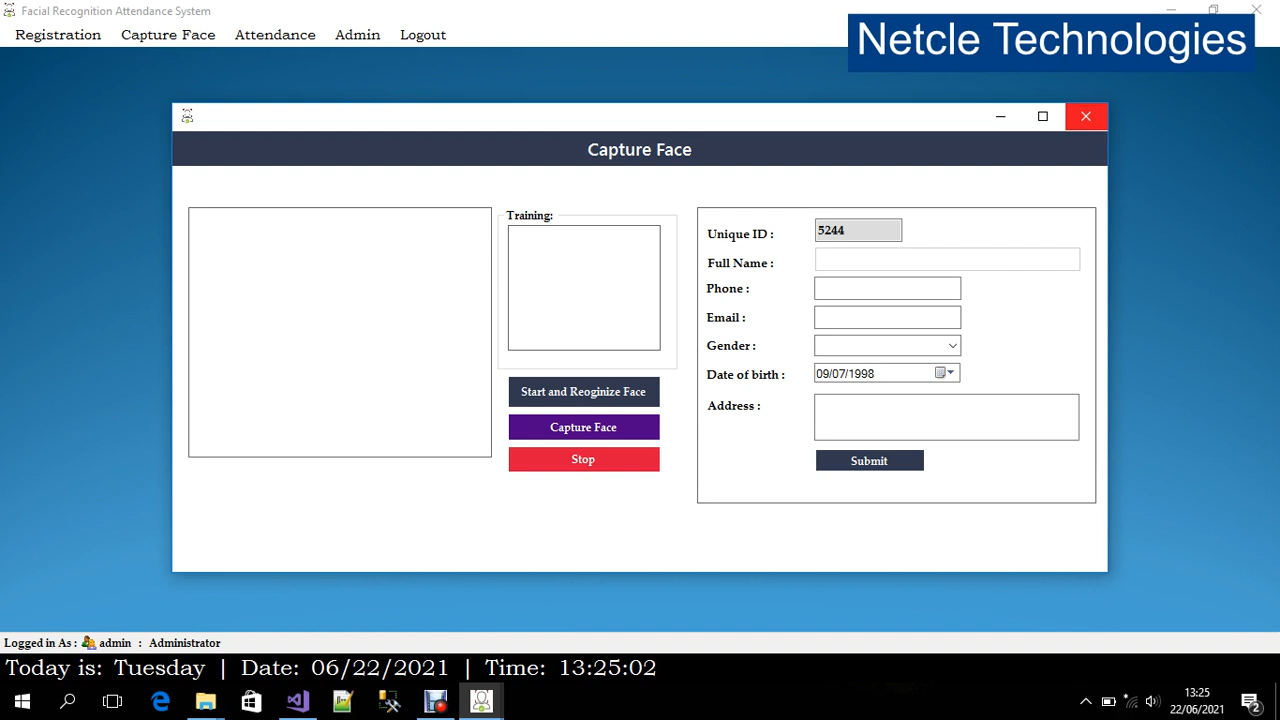 Facial Recognition Attendance System
Registration Capture Face Attendance Admin Logout
Netcle Technologies
Capture Face
Training:
Start and Reoginize Face
Capture Face
Stop
Unique ID : 5244
Full Name :
Phone :
Email :
Gender :
Date of birth : 09/07/1998
Address :
Submit
Logged in As : admin : Administrator
Today is: Tuesday | Date: 06/22/2021 | Time: 13:25:02
13:25
22/06/2021
2